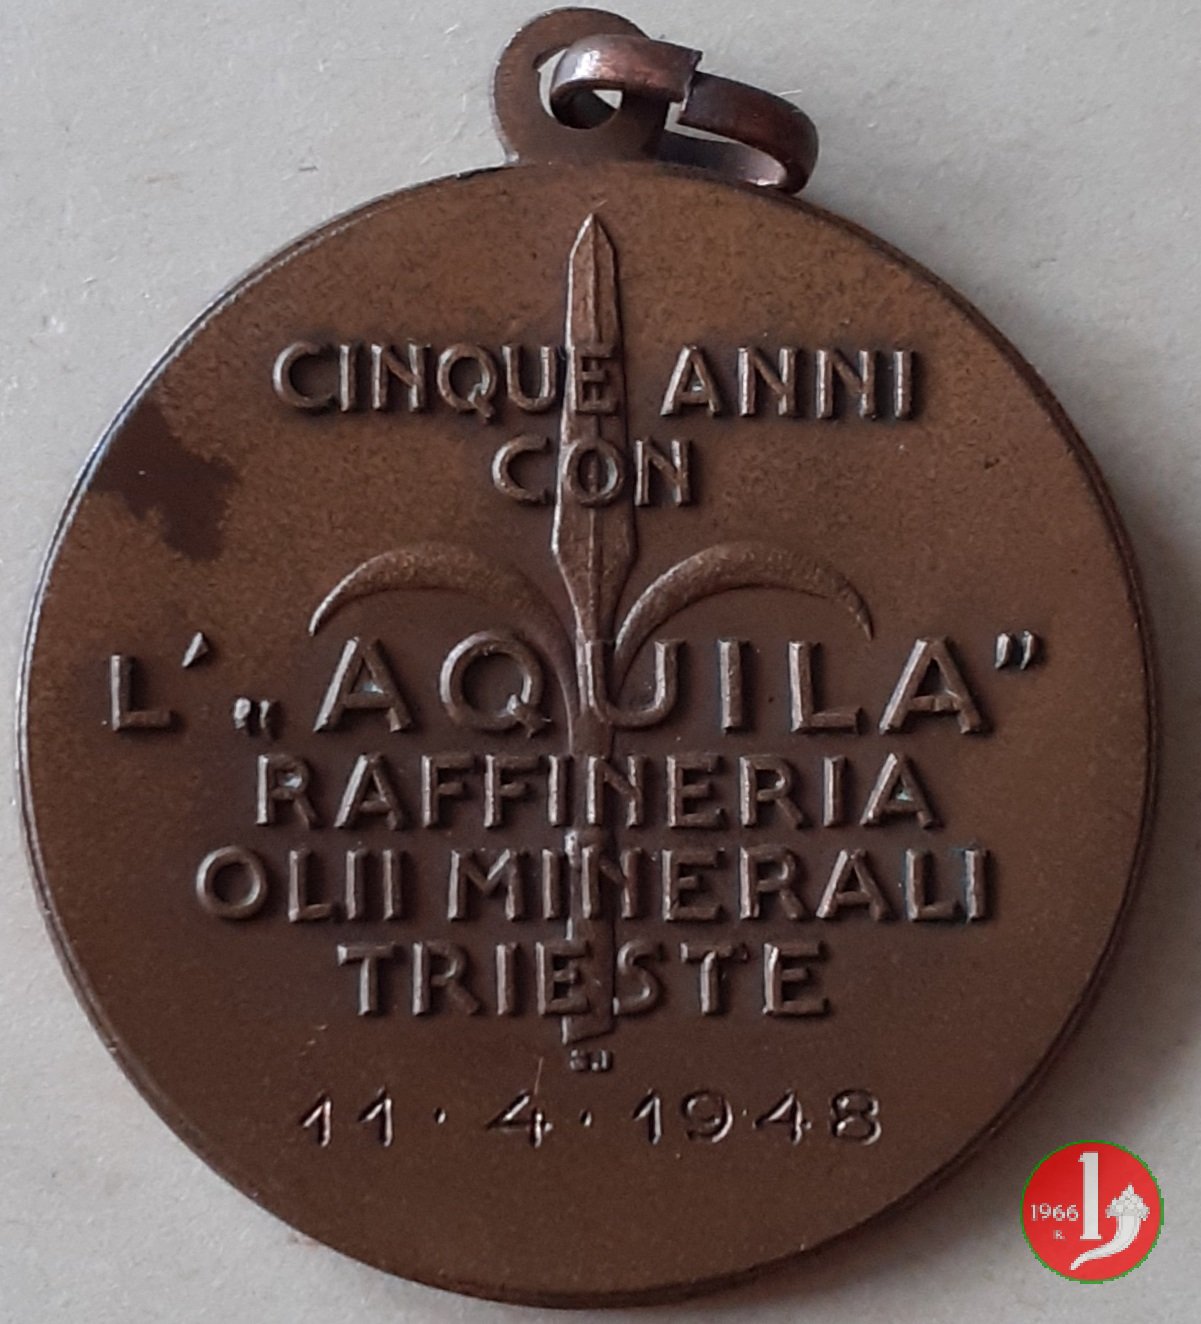 CINQUE ANNI
CON
L' „AQUILA”
RAFFINERIA
OLII MINERALI
TRIESTE
11·4·1948
1966
R.